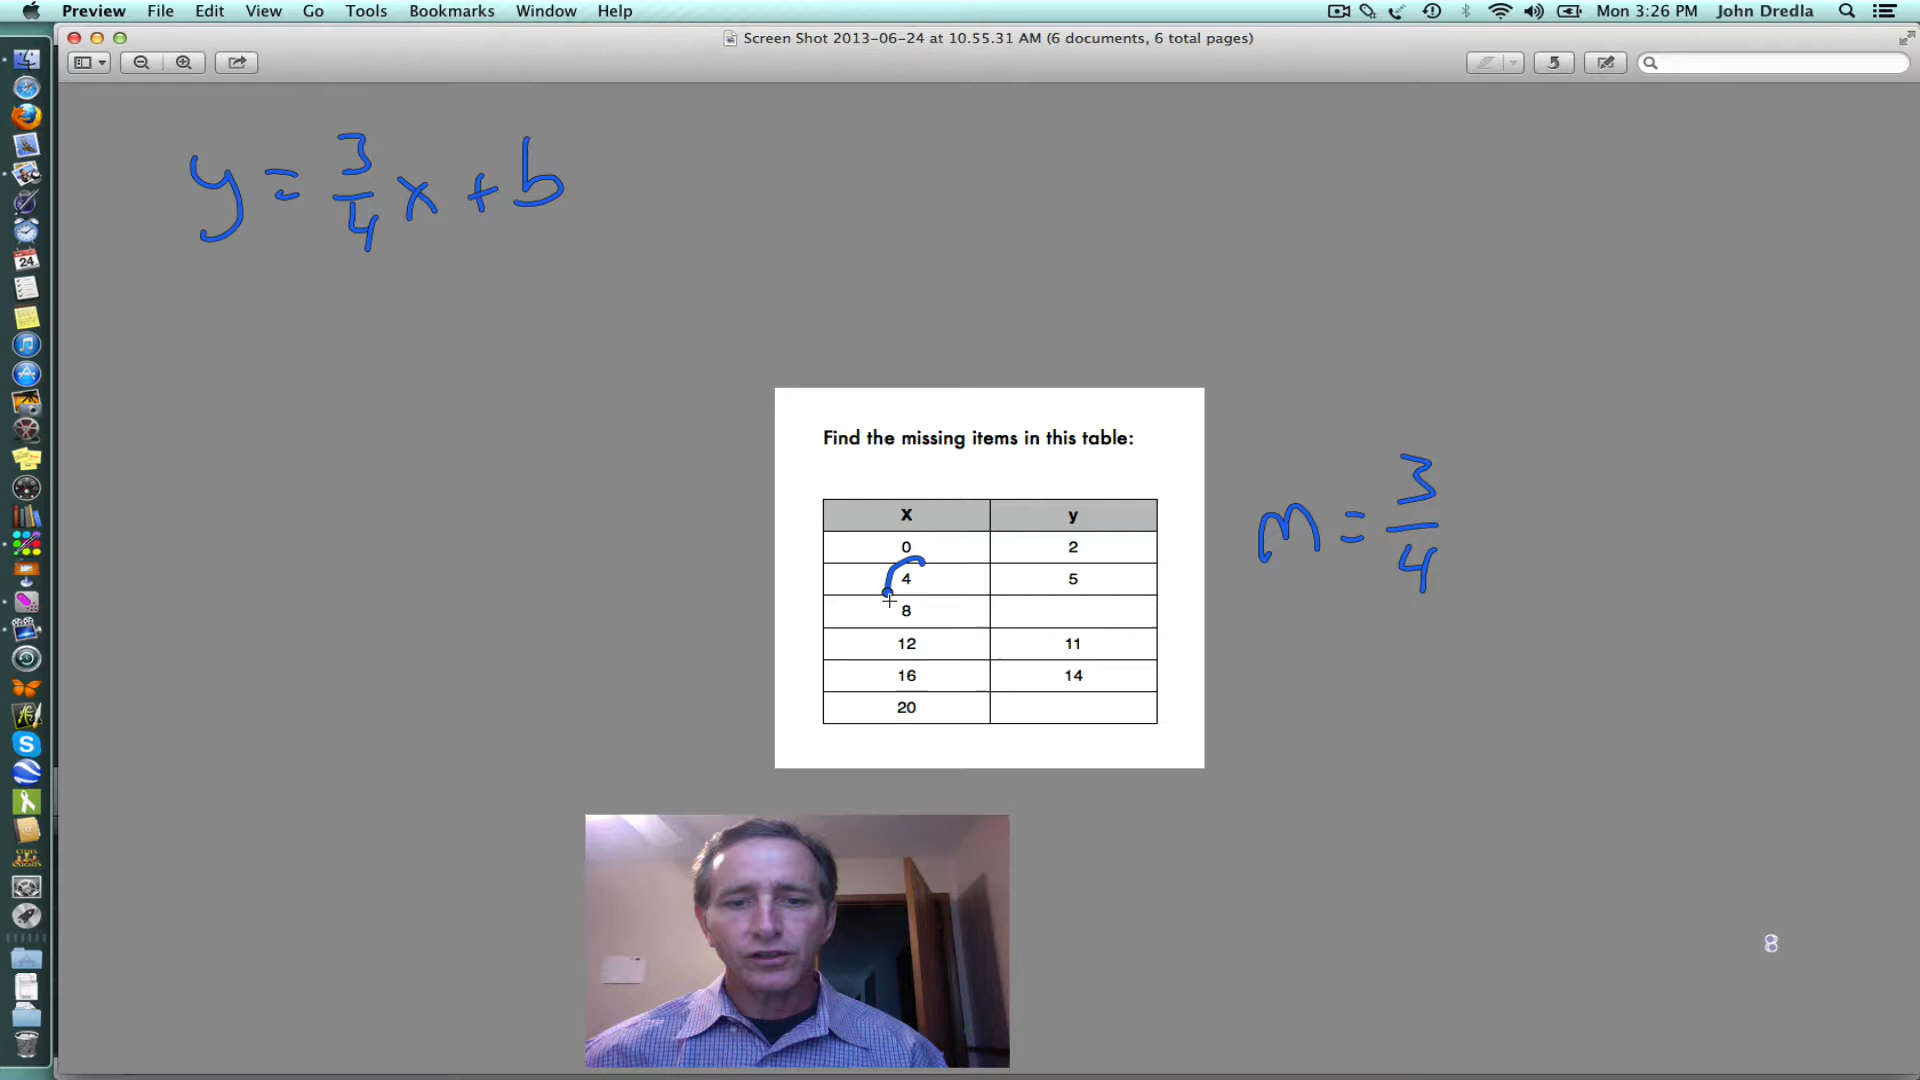 Preview File Edit View Go Tools Bookmarks Window Help Mon 3:26 PM John Dredla
Screen Shot 2013-06-24 at 10.55.31 AM (6 documents, 6 total pages)
y = 3/4 x + b
Find the missing items in this table:
x y
0 2
4 5
8
12 11
16 14
20
m = 3/4
8